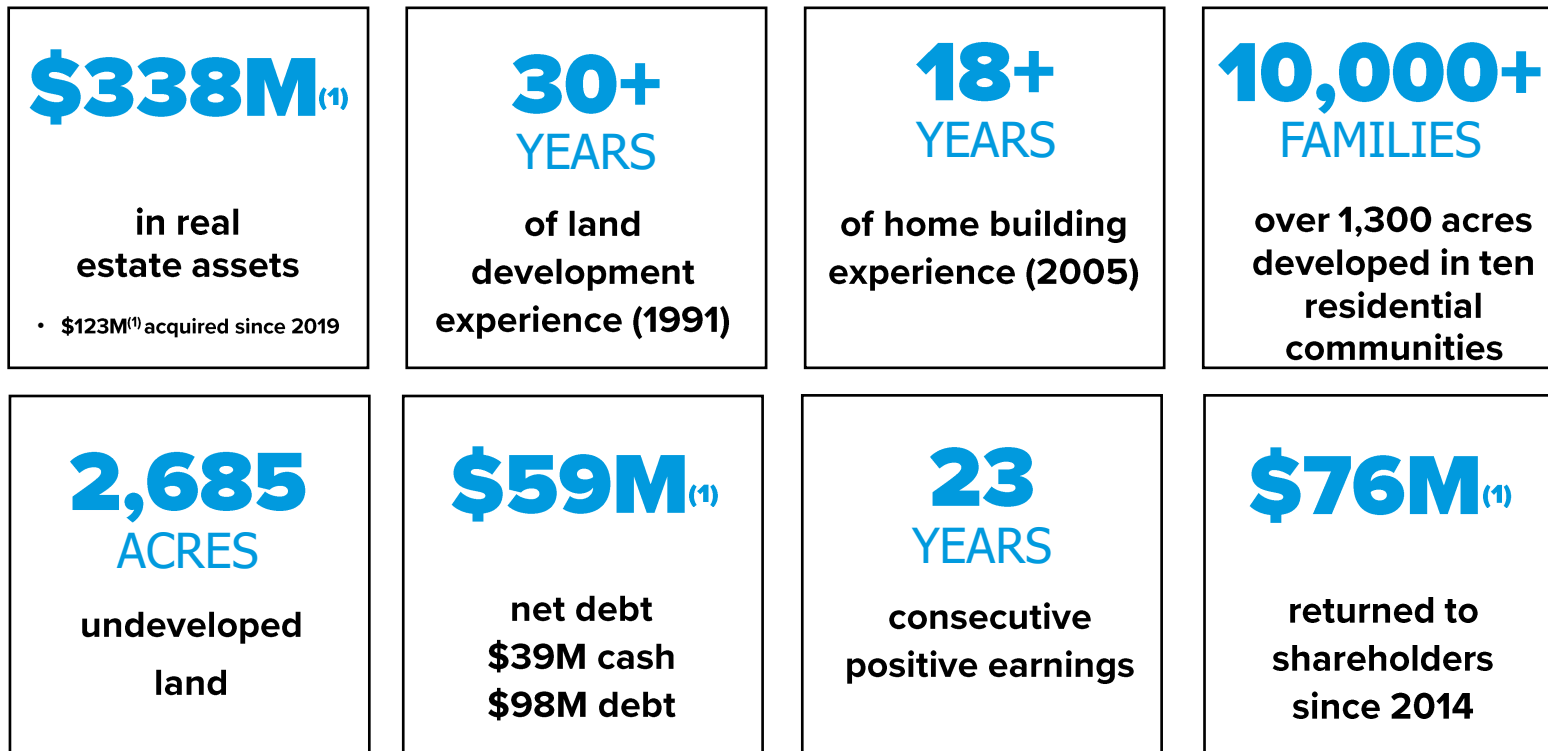 $338M(1)
in real
estate assets
• $123M(1) acquired since 2019
30+
YEARS
of land
development
experience (1991)
18+
YEARS
of home building
experience (2005)
10,000+
FAMILIES
over 1,300 acres
developed in ten
residential
communities
2,685
ACRES
undeveloped
land
$59M(1)
net debt
$39M cash
$98M debt
23
YEARS
consecutive
positive earnings
$76M(1)
returned to
shareholders
since 2014